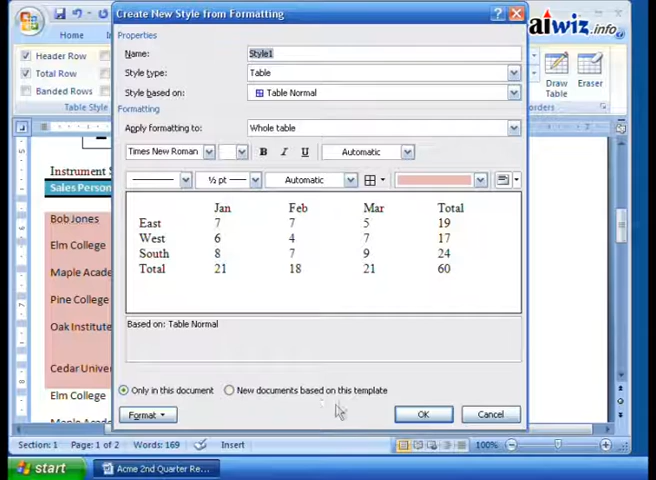 Create New Style from Formatting
aiwiz.info
Home
Header Row
Total Row
Banded Rows
Table Style
Draw
Table
Eraser
Properties
Name:
Style1
Style type:
Table
Style based on:
Table Normal
Formatting
Apply formatting to:
Whole table
Times New Roman
B I U
Automatic
½ pt
Automatic
Jan Feb Mar Total
East 7 7 5 19
West 6 4 7 17
South 8 7 9 24
Total 21 18 21 60
Based on: Table Normal
Only in this document
New documents based on this template
Format
OK
Cancel
Instrument
Sales Person
Bob Jones
Elm College
Maple Acad
Pine College
Oak Institute
Cedar Univer
Elm College
Section: 1 Page: 1 of 2 Words: 169 Insert 100%
start
Acme 2nd Quarter Re...